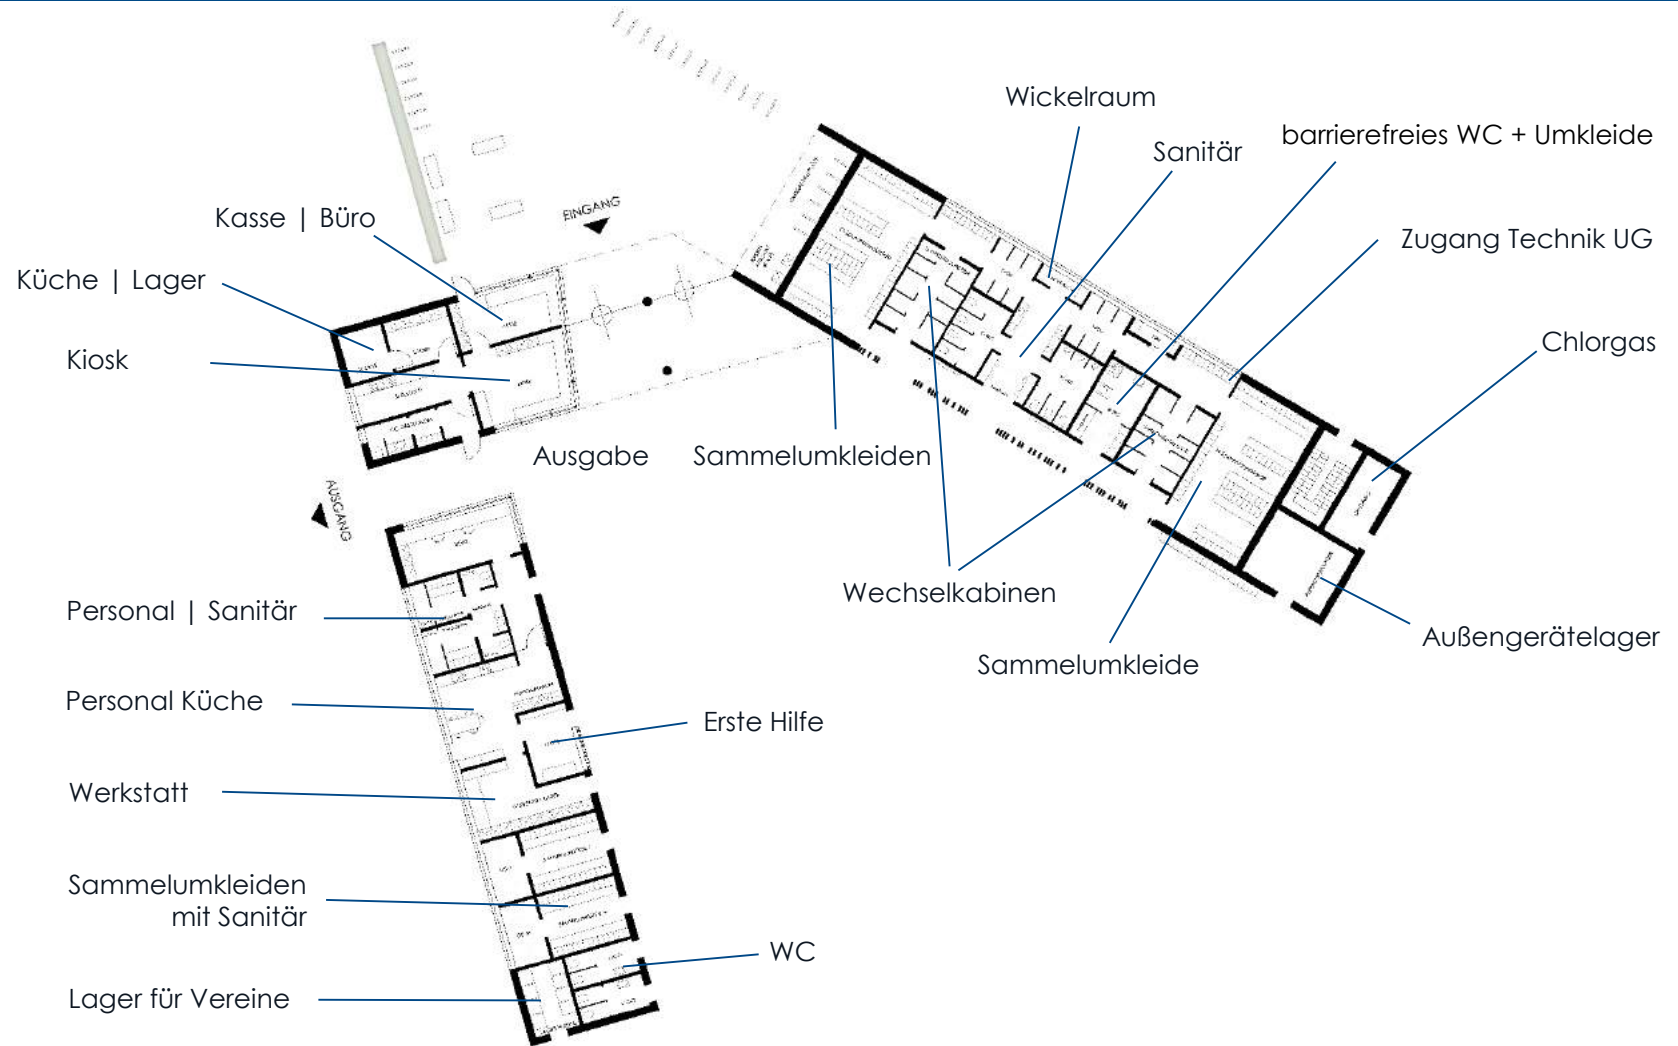 Wickelraum
Sanitär
barrierefreies WC + Umkleide
Kasse | Büro
EINGANG
Zugang Technik UG
Küche | Lager
Kiosk
Chlorgas
Ausgabe
Sammelumkleiden
AUSGANG
Wechselkabinen
Personal | Sanitär
Außengerätelager
Sammelumkleide
Personal Küche
Erste Hilfe
Werkstatt
Sammelumkleiden
mit Sanitär
WC
Lager für Vereine